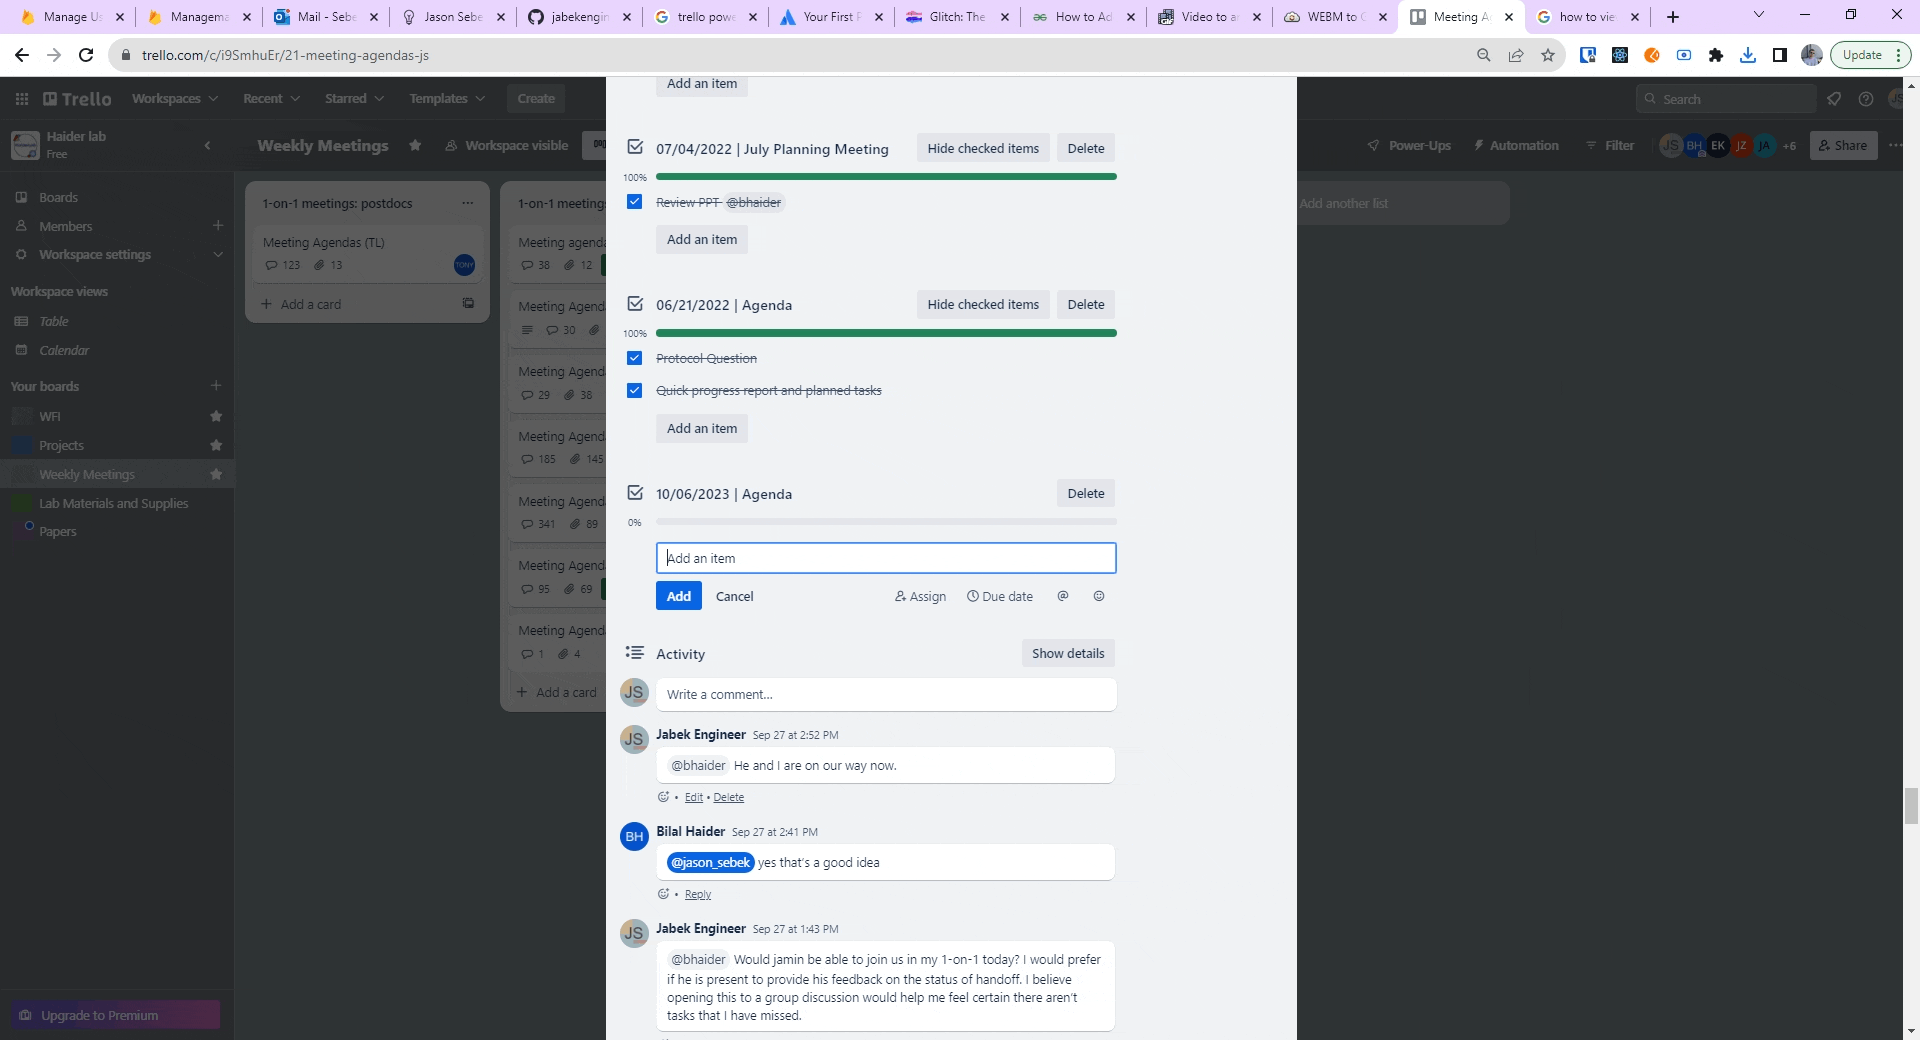 Manage Us
Managema
Mail - Sebe
Jason Sebe
jabekengin
trello powe
Your First P
Glitch: The
How to Ad
Video to a
WEBM to G
Meeting A
how to vie
trello.com/c/i9SmhuEr/21-meeting-agendas-js
Update
Trello
Workspaces
Recent
Starred
Templates
Create
Search
Haider lab
Free
Weekly Meetings
Workspace visible
Power-Ups
Automation
Filter
JS
BH
EK
JZ
JA
+6
Share
Boards
Members
Workspace settings
Workspace views
Table
Calendar
Your boards
WFI
Projects
Weekly Meetings
Lab Materials and Supplies
Papers
Upgrade to Premium
1-on-1 meetings: postdocs
Meeting Agendas (TL)
123 13
TONY
Add a card
1-on-1 meeting
Meeting agenda
38 12
Meeting Agend
30
Meeting Agend
29 38
Meeting Agend
185 145
Meeting Agend
341 89
Meeting Agend
95 69
Meeting Agend
1 4
Add a card
Add another list
Add an item
07/04/2022 | July Planning Meeting
Hide checked items
Delete
100%
Review PPT @bhaider
Add an item
06/21/2022 | Agenda
Hide checked items
Delete
100%
Protocol Question
Quick progress report and planned tasks
Add an item
10/06/2023 | Agenda
Delete
0%
Add an item
Add
Cancel
Assign
Due date
@
Activity
Show details
JS
Write a comment…
JS
Jabek Engineer Sep 27 at 2:52 PM
@bhaider He and I are on our way now.
• Edit • Delete
BH
Bilal Haider Sep 27 at 2:41 PM
@jason_sebek yes that's a good idea
• Reply
JS
Jabek Engineer Sep 27 at 1:43 PM
@bhaider Would jamin be able to join us in my 1-on-1 today? I would prefer
if he is present to provide his feedback on the status of handoff. I believe
opening this to a group discussion would help me feel certain there aren't
tasks that I have missed.